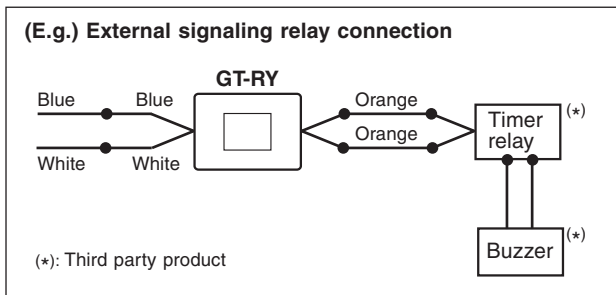 (E.g.) External signaling relay connection
GT-RY
Blue Blue Orange
Orange
White White
Timer
relay
(*)
Buzzer
(*)
(*): Third party product